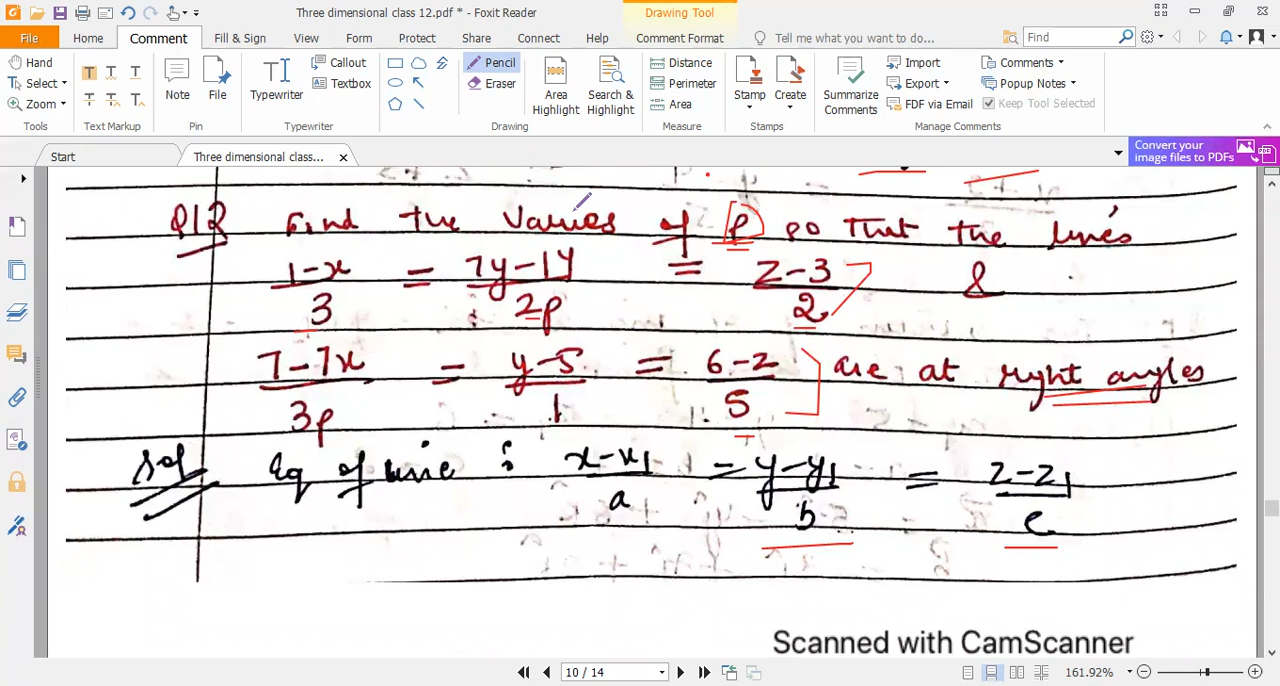 Three dimensional class 12.pdf * - Foxit Reader
Drawing Tool
File Home Comment Fill & Sign View Form Protect Share Connect Help Comment Format Tell me what you want to do... Find
Hand Select Zoom Tools
Text Markup
Note File Pin
Typewriter Callout Textbox Typewriter
Pencil Eraser Drawing
Area Highlight Search & Highlight
Distance Perimeter Area Measure
Stamp Create Stamps
Summarize Comments Import Export FDF via Email Comments Popup Notes Keep Tool Selected Manage Comments
Start Three dimensional class...
Convert your image files to PDFs
Q12 Find the Values of p so that the lines
1-x/3 = 7y-14/2p = z-3/2 &
7-7x/3p = y-5/1 = 6-z/5 are at right angles
Sol Eq of line : x-x1/a = y-y1/b = z-z1/c
Scanned with CamScanner
10 / 14 161.92%